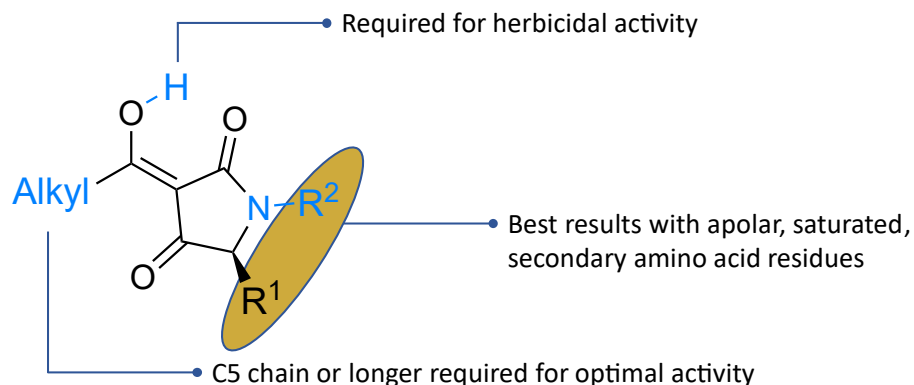 Required for herbicidal activity
H
O
O
Alkyl
N
R²
Best results with apolar, saturated,
secondary amino acid residues
O
R¹
C5 chain or longer required for optimal activity